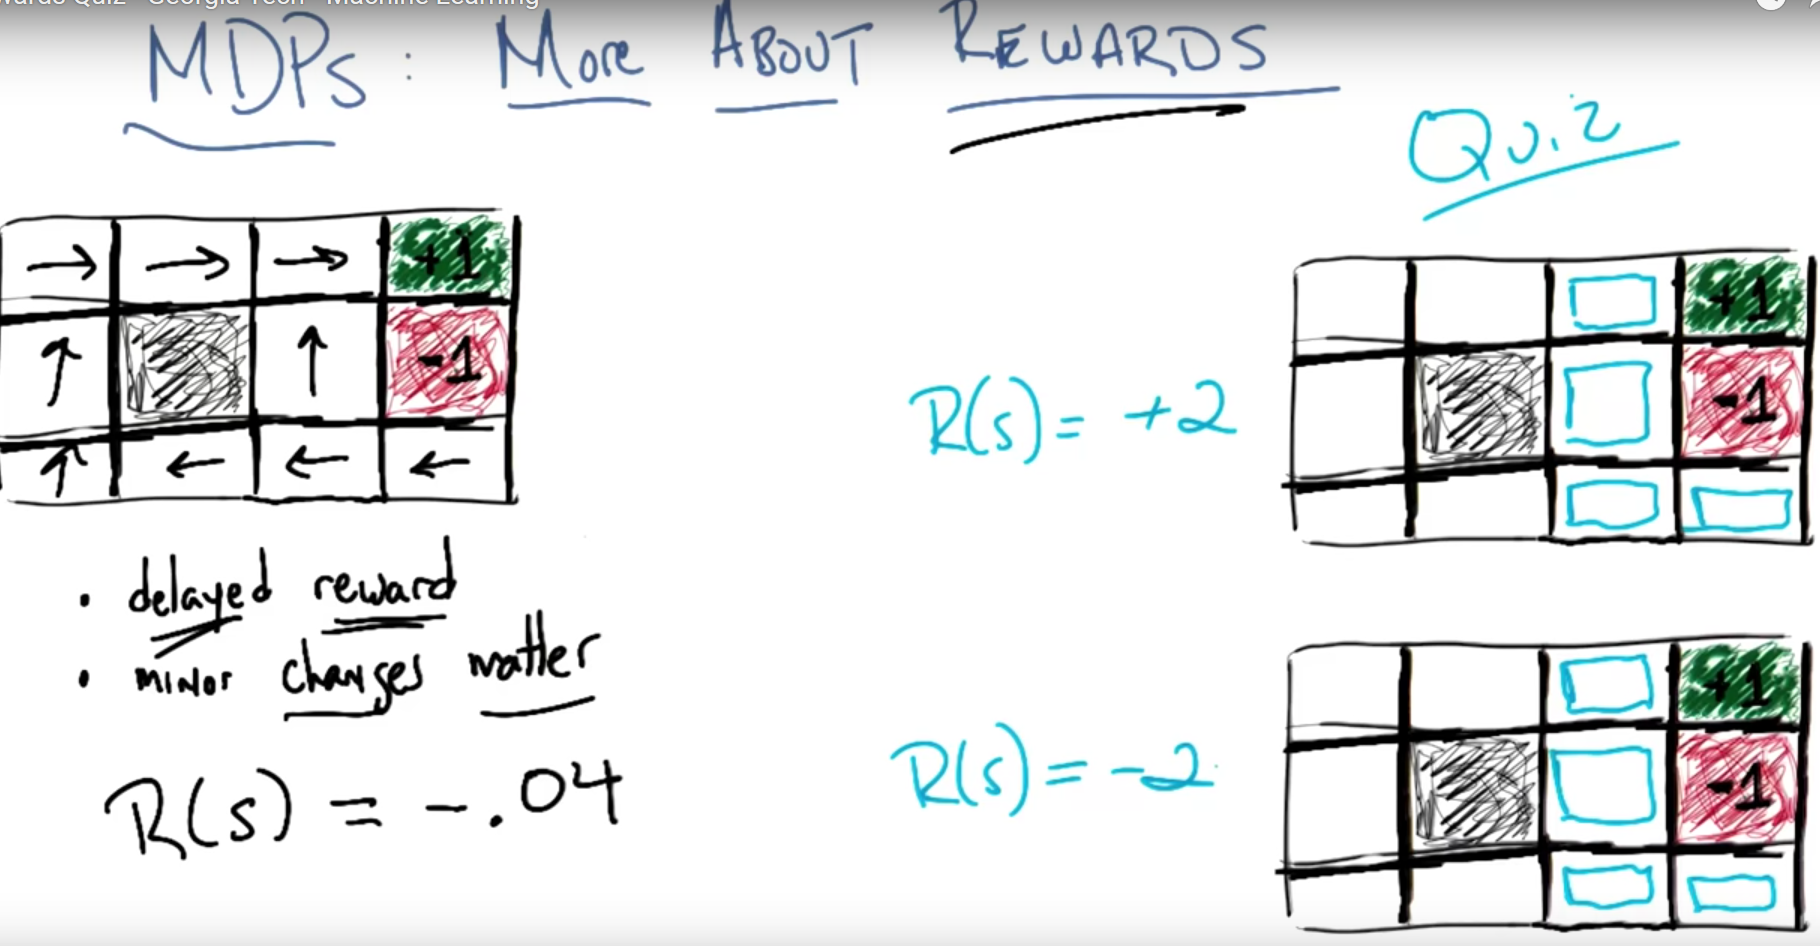 wards Quiz - Georgia Tech - Machine Learning
MDPs: More ABOUT REWARDS
Quiz
→ → → +1
↑ ↑ -1
↑ ← ← ←
• delayed reward
• minor changes matter
R(s) = -.04
R(s) = +2
+1
-1
R(s) = -2
+1
-1